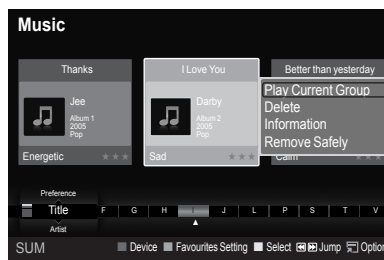 Music
Thanks
I Love You
Better than yesterday
Jee
Album 1
2005
Pop
Darby
Album 2
2005
Pop
Play Current Group
Delete
Information
Remove Safely
Energetic
Sad
Calm
Preference
Title
F G H I J L P S T V
Artist
SUM
Device Favourites Setting Select Jump Option